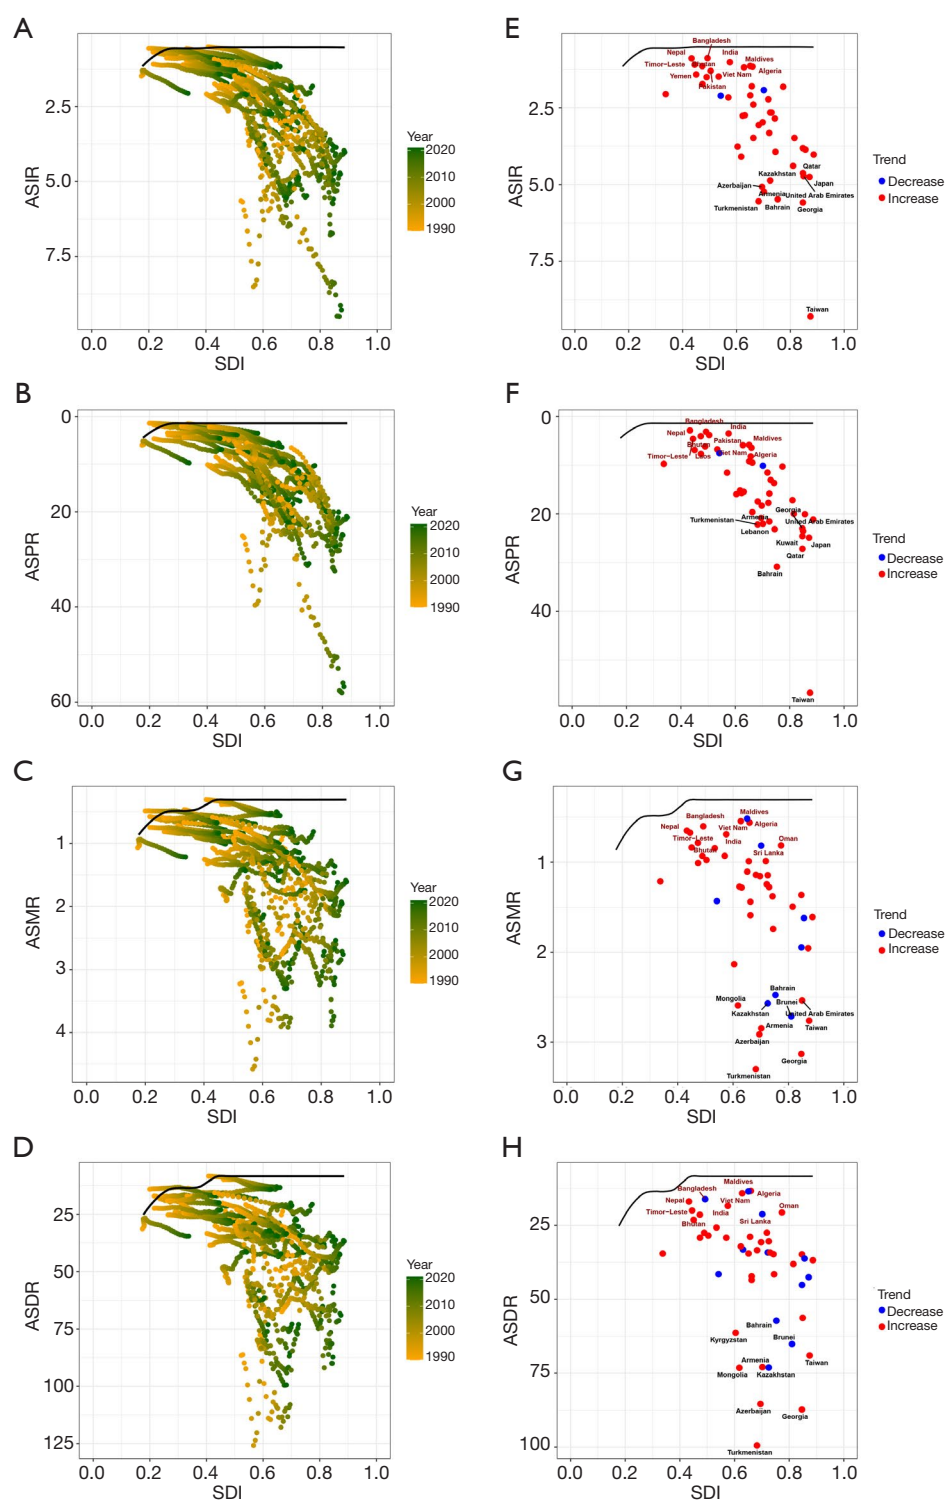 A
ASIR
2.5
5.0
7.5
0.0 0.2 0.4 0.6 0.8 1.0
SDI
Year
2020
2010
2000
1990
E
ASIR
2.5
5.0
7.5
0.0 0.2 0.4 0.6 0.8 1.0
SDI
Bangladesh
Nepal
India
Maldives
Timor-Leste
Bhutan
Yemen
Viet Nam
Algeria
Pakistan
Qatar
Kazakhstan
Japan
Azerbaijan
Armenia
United Arab Emirates
Turkmenistan
Bahrain
Georgia
Taiwan
Trend
Decrease
Increase
B
ASPR
0
20
40
60
0.0 0.2 0.4 0.6 0.8 1.0
SDI
Year
2020
2010
2000
1990
F
ASPR
0
20
40
0.0 0.2 0.4 0.6 0.8 1.0
SDI
Bangladesh
India
Nepal
Maldives
Pakistan
Bhutan
Viet Nam
Timor-Leste
Laos
Algeria
Georgia
Armenia
Turkmenistan
United Arab Emirates
Lebanon
Kuwait
Japan
Qatar
Bahrain
Taiwan
Trend
Decrease
Increase
C
ASMR
1
2
3
4
0.0 0.2 0.4 0.6 0.8 1.0
SDI
Year
2020
2010
2000
1990
G
ASMR
1
2
3
0.0 0.2 0.4 0.6 0.8 1.0
SDI
Maldives
Bangladesh
Nepal
Viet Nam
Algeria
Timor-Leste
India
Oman
Bhutan
Sri Lanka
Bahrain
Mongolia
Brunei
Kazakhstan
United Arab Emirates
Armenia
Taiwan
Azerbaijan
Georgia
Turkmenistan
Trend
Decrease
Increase
D
ASDR
25
50
75
100
125
0.0 0.2 0.4 0.6 0.8 1.0
SDI
Year
2020
2010
2000
1990
H
ASDR
25
50
75
100
0.0 0.2 0.4 0.6 0.8 1.0
SDI
Maldives
Bangladesh
Algeria
Nepal
Viet Nam
Oman
Timor-Leste
India
Bhutan
Sri Lanka
Bahrain
Kyrgyzstan
Brunei
Armenia
Taiwan
Mongolia
Kazakhstan
Azerbaijan
Georgia
Turkmenistan
Trend
Decrease
Increase